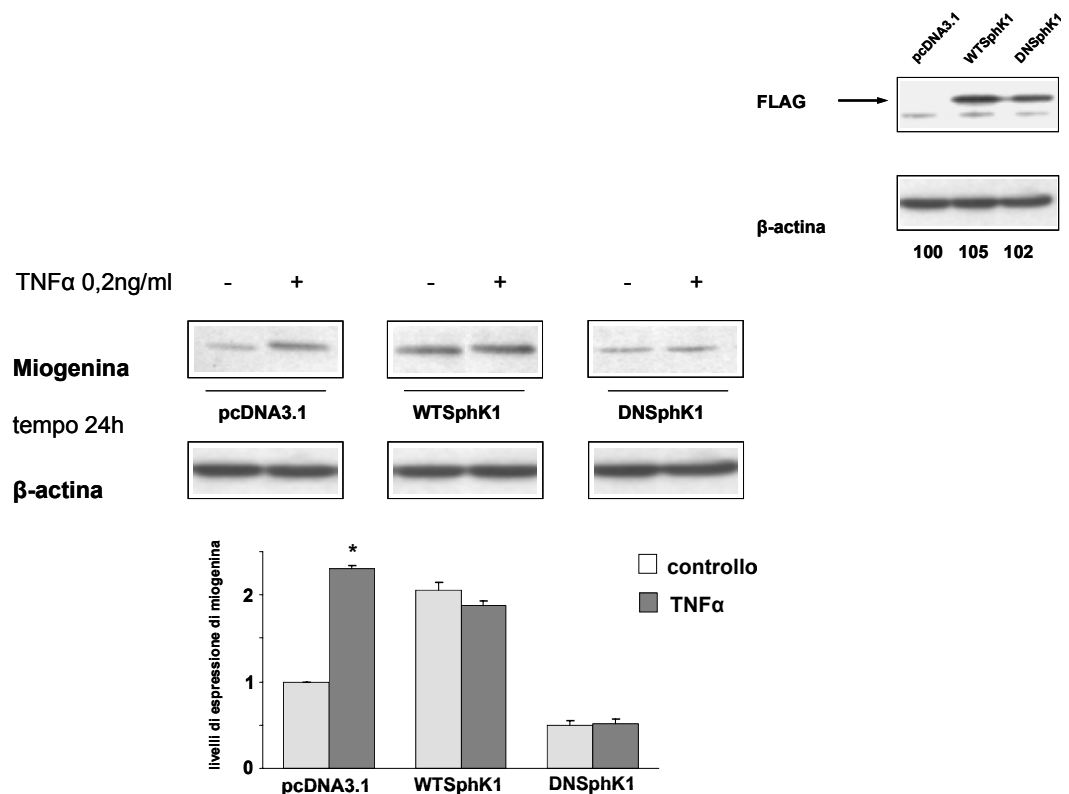 pcDNA3.1 WTSphK1 DNSphK1
FLAG
β-actina
100 105 102
TNFα 0,2ng/ml - + - + - +
Miogenina
pcDNA3.1 WTSphK1 DNSphK1
tempo 24h
β-actina
livelli di espressione di miogenina
*
controllo
TNFα
2
1
0
pcDNA3.1 WTSphK1 DNSphK1